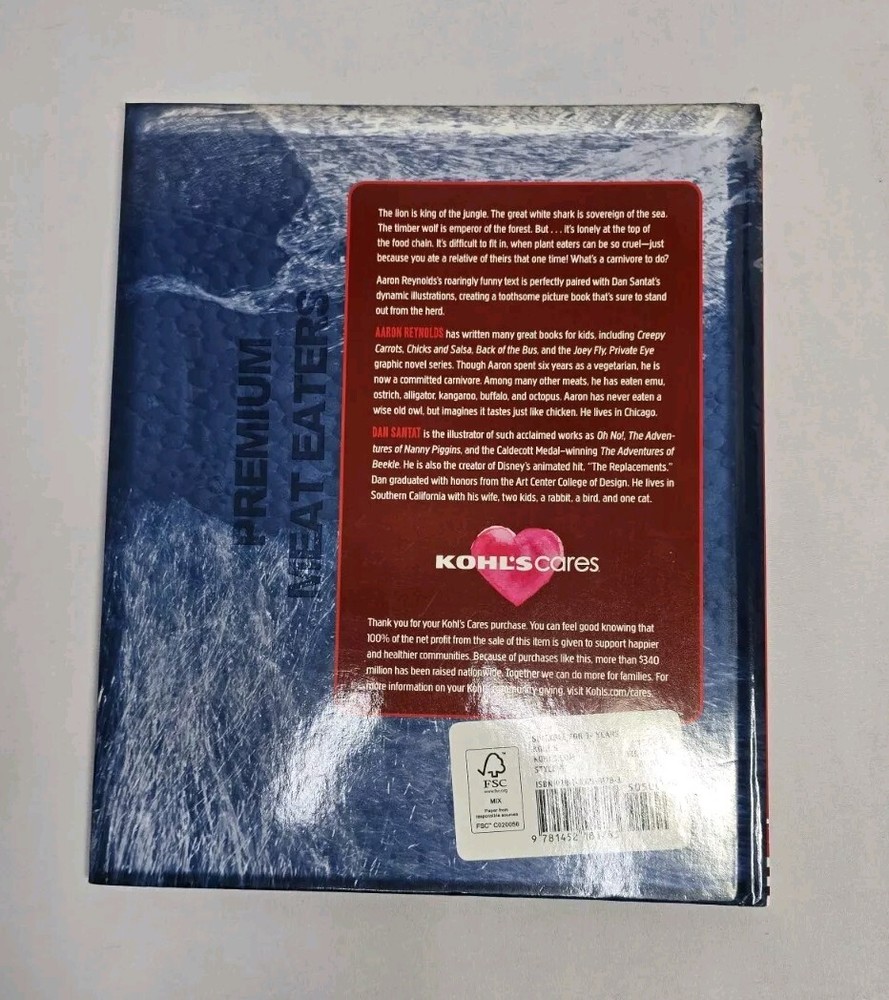 PREMIUM
MEAT EATERS
The lion is king of the jungle. The great white shark is sovereign of the sea.
The timber wolf is emperor of the forest. But . . . it's lonely at the top of
the food chain. It's difficult to fit in, when plant eaters can be so cruel—just
because you ate a relative of theirs that one time! What's a carnivore to do?
Aaron Reynolds's roaringly funny text is perfectly paired with Dan Santat's
dynamic illustrations, creating a toothsome picture book that's sure to stand
out from the herd.
AARON REYNOLDS has written many great books for kids, including Creepy
Carrots, Chicks and Salsa, Back of the Bus, and the Joey Fly, Private Eye
graphic novel series. Though Aaron spent six years as a vegetarian, he is
now a committed carnivore. Among many other meats, he has eaten emu,
ostrich, alligator, kangaroo, buffalo, and octopus. Aaron has never eaten a
wise old owl, but imagines it tastes just like chicken. He lives in Chicago.
DAN SANTAT is the illustrator of such acclaimed works as Oh No!, The Adven-
tures of Nanny Piggins, and the Caldecott Medal–winning The Adventures of
Beekle. He is also the creator of Disney's animated hit, "The Replacements."
Dan graduated with honors from the Art Center College of Design. He lives in
Southern California with his wife, two kids, a rabbit, a bird, and one cat.
KOHL'S cares
Thank you for your Kohl's Cares purchase. You can feel good knowing that
100% of the net profit from the sale of this item is given to support happier
and healthier communities. Because of purchases like this, more than $340
million has been raised nationwide. Together we can do more for families. For
more information on your Kohl's community giving, visit Kohls.com/cares.
FSC
www.fsc.org
MIX
Paper from
responsible sources
FSC™ C020056
YEARS
STYLE
ISBN
9 781452